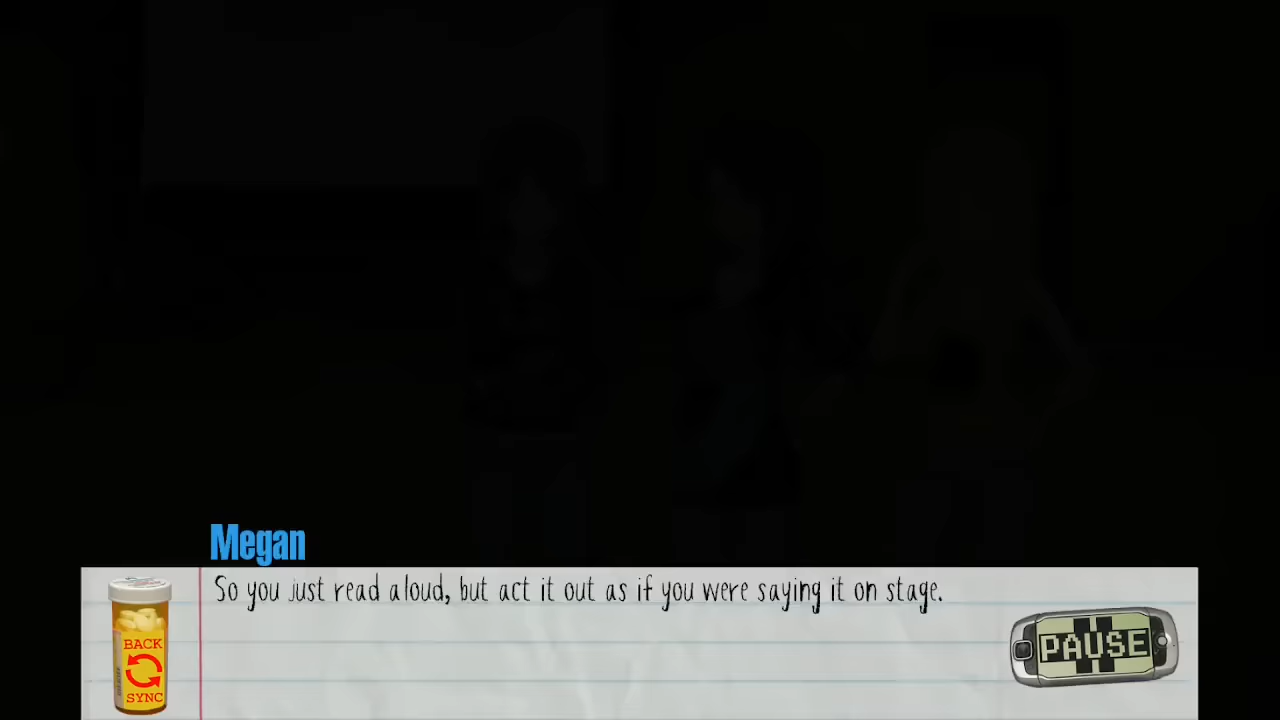 Megan
So you just read aloud, but act it out as if you were saying it on stage.
BACK
SYNC
PAUSE